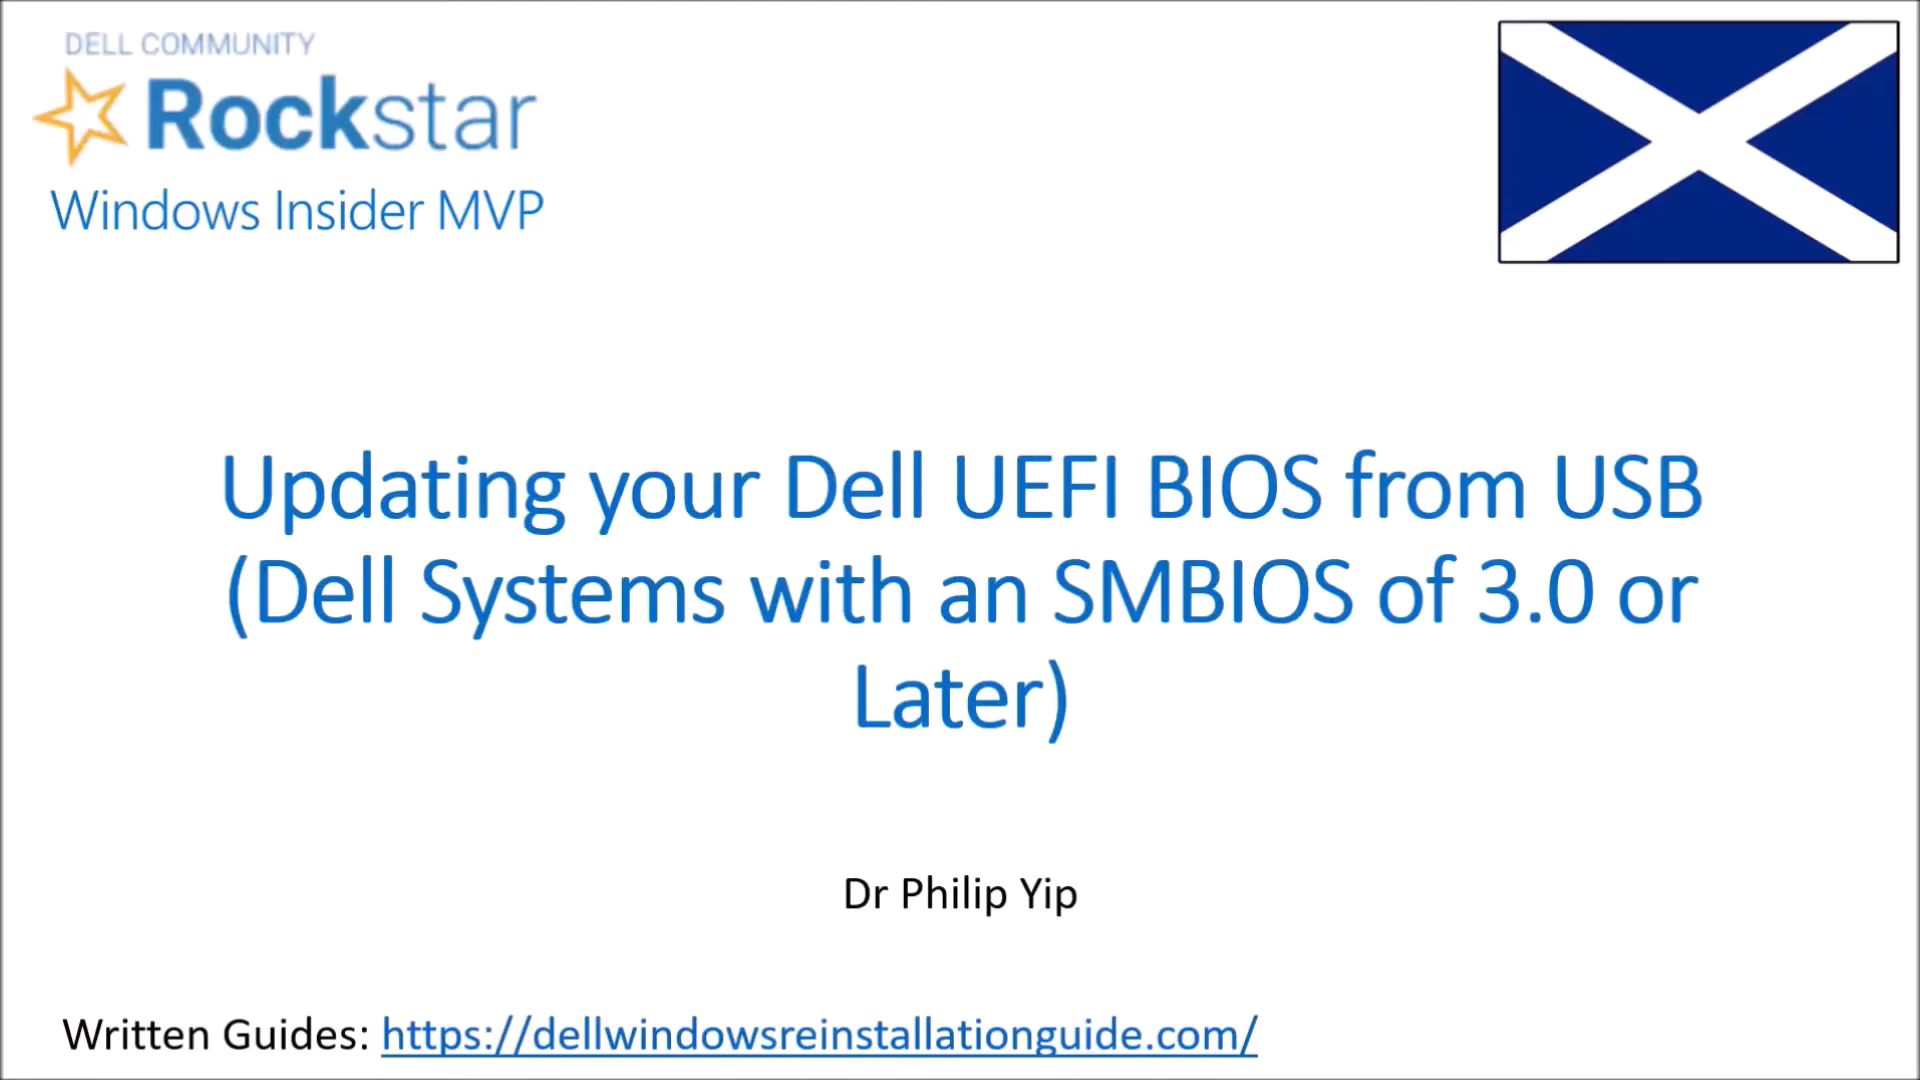 DELL COMMUNITY
Rockstar
Windows Insider MVP
Updating your Dell UEFI BIOS from USB
(Dell Systems with an SMBIOS of 3.0 or
Later)
Dr Philip Yip
Written Guides: https://dellwindowsreinstallationguide.com/